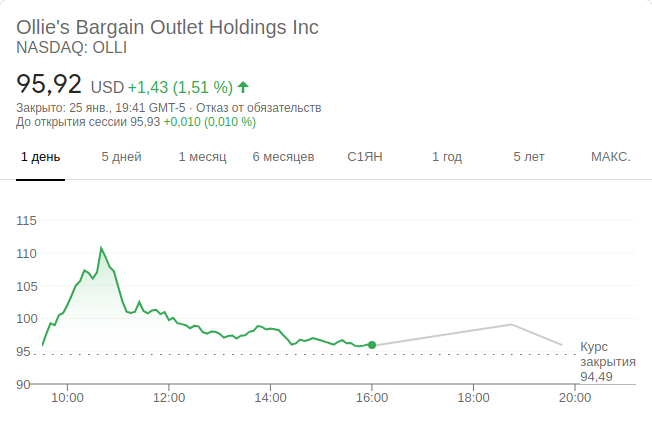 Ollie's Bargain Outlet Holdings Inc
NASDAQ: OLLI
95,92 USD +1,43 (1,51 %)
Закрыто: 25 янв., 19:41 GMT-5 · Отказ от обязательств
До открытия сессии 95,93 +0,010 (0,010 %)
1 день 5 дней 1 месяц 6 месяцев С1ЯН 1 год 5 лет МАКС.
115
110
105
100
95
90
Курс
закрытия
94,49
10:00 12:00 14:00 16:00 18:00 20:00